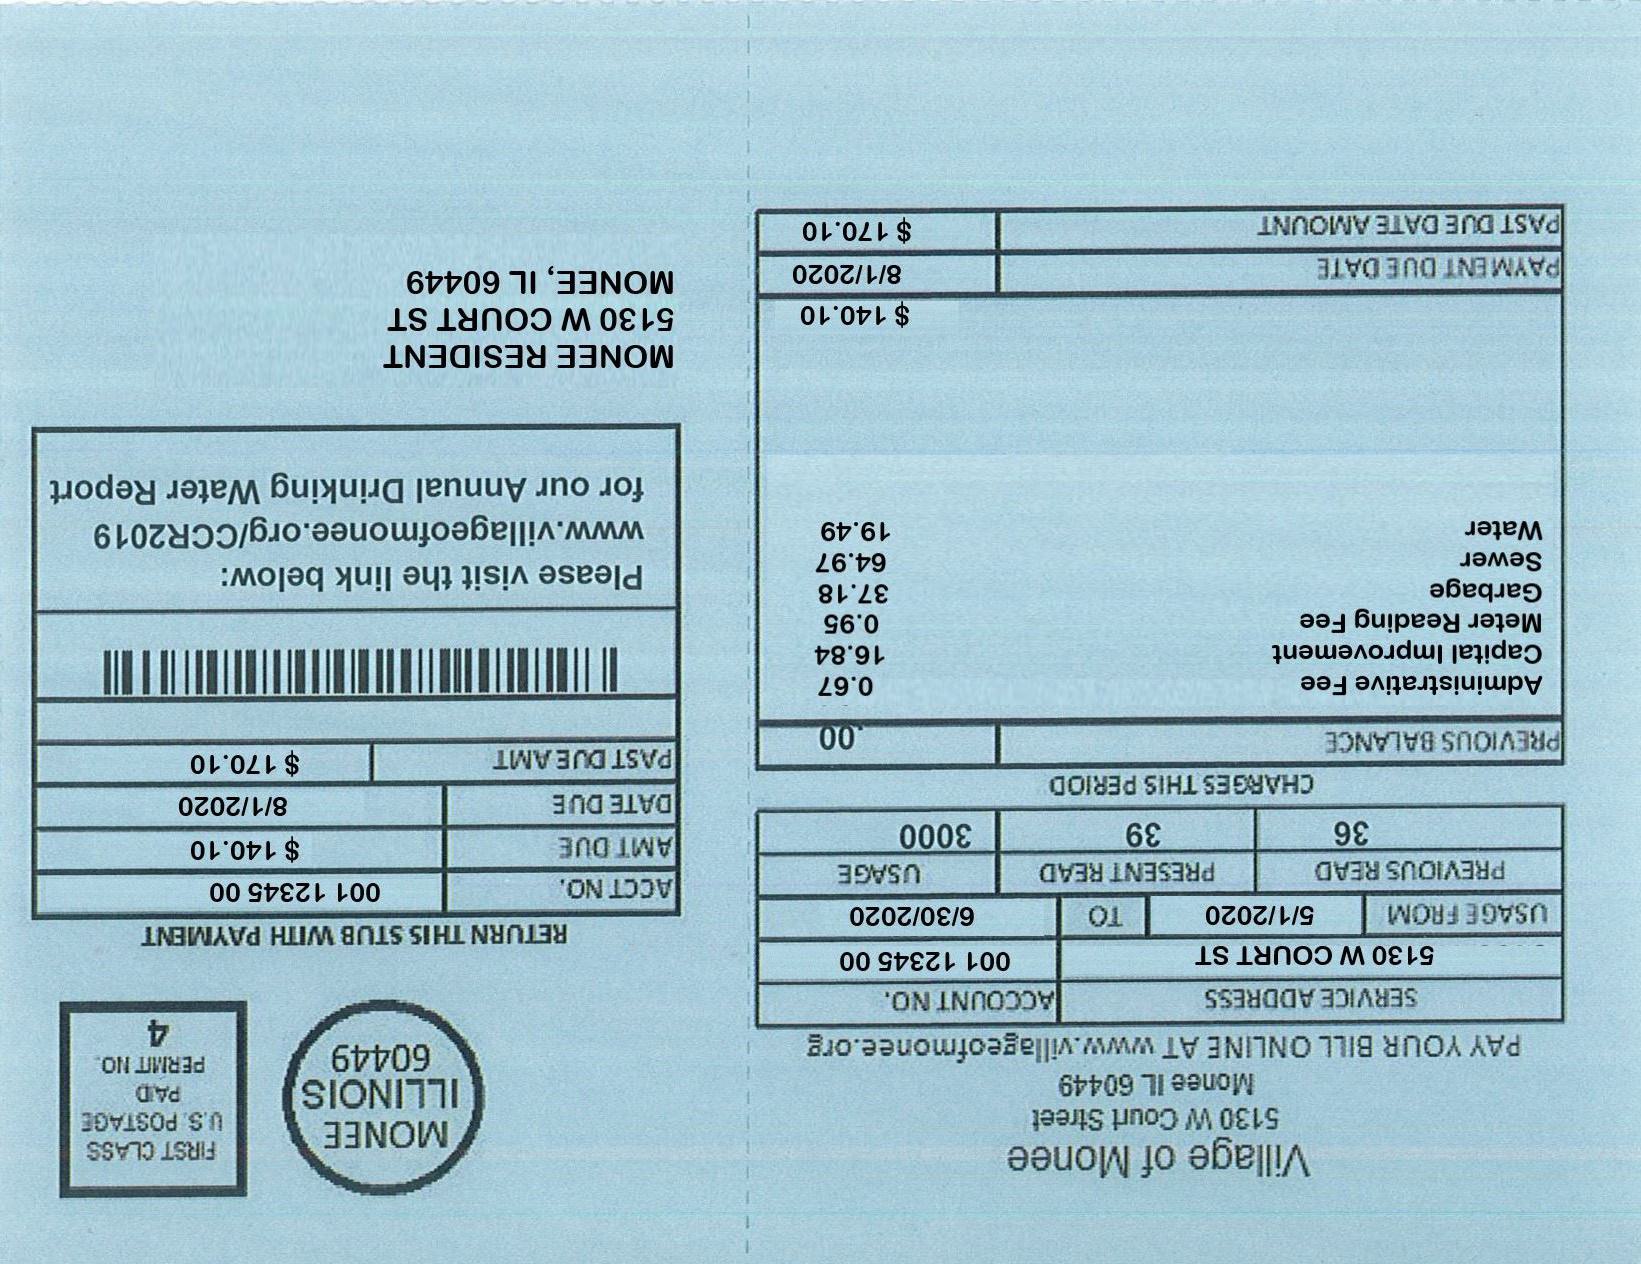 Village of Monee
5130 W Court Street
Monee IL 60449
PAY YOUR BILL ONLINE AT www.villageofmonee.org
SERVICE ADDRESS ACCOUNT NO.
5130 W COURT ST 001 12345 00
USAGE FROM 5/1/2020 TO 6/30/2020
PREVIOUS READ PRESENT READ USAGE
36 39 3000
CHARGES THIS PERIOD
PREVIOUS BALANCE .00
Administrative Fee 0.67
Capital Improvement 16.84
Meter Reading Fee 0.95
Garbage 37.18
Sewer 64.97
Water 19.49
$ 140.10
PAYMENT DUE DATE 8/1/2020
PAST DUE DATE AMOUNT $ 170.10
MONEE
ILLINOIS
60449
FIRST CLASS
U.S. POSTAGE
PAID
PERMIT NO.
4
RETURN THIS STUB WITH PAYMENT
ACCT NO. 001 12345 00
AMT DUE $ 140.10
DATE DUE 8/1/2020
PAST DUE AMT $ 170.10
Please visit the link below:
www.villageofmonee.org/CCR2019
for our Annual Drinking Water Report
MONEE RESIDENT
5130 W COURT ST
MONEE, IL 60449